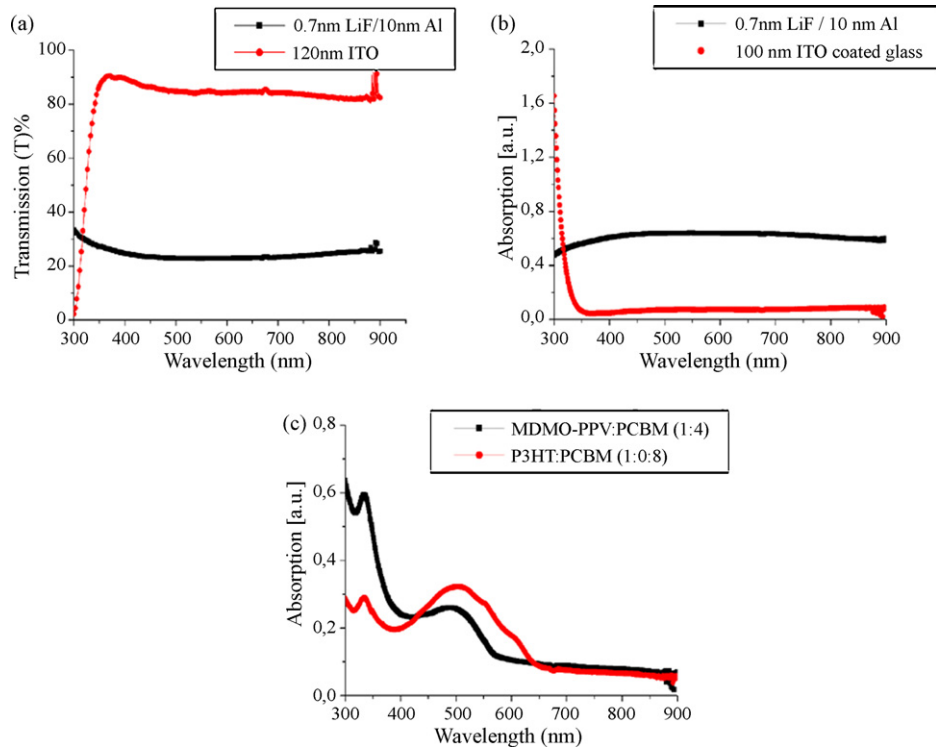 (a)
0.7nm LiF/10nm Al
120nm ITO
100
80
60
40
20
0
Transmission (T)%
300 400 500 600 700 800 900
Wavelength (nm)
(b)
0.7nm LiF / 10 nm Al
100 nm ITO coated glass
2,0
1,6
1,2
0,8
0,4
0,0
Absorption [a.u.]
300 400 500 600 700 800 900
Wavelength (nm)
(c)
MDMO-PPV:PCBM (1:4)
P3HT:PCBM (1:0:8)
0,8
0,6
0,4
0,2
0,0
Absorption [a.u.]
300 400 500 600 700 800 900
Wavelength (nm)